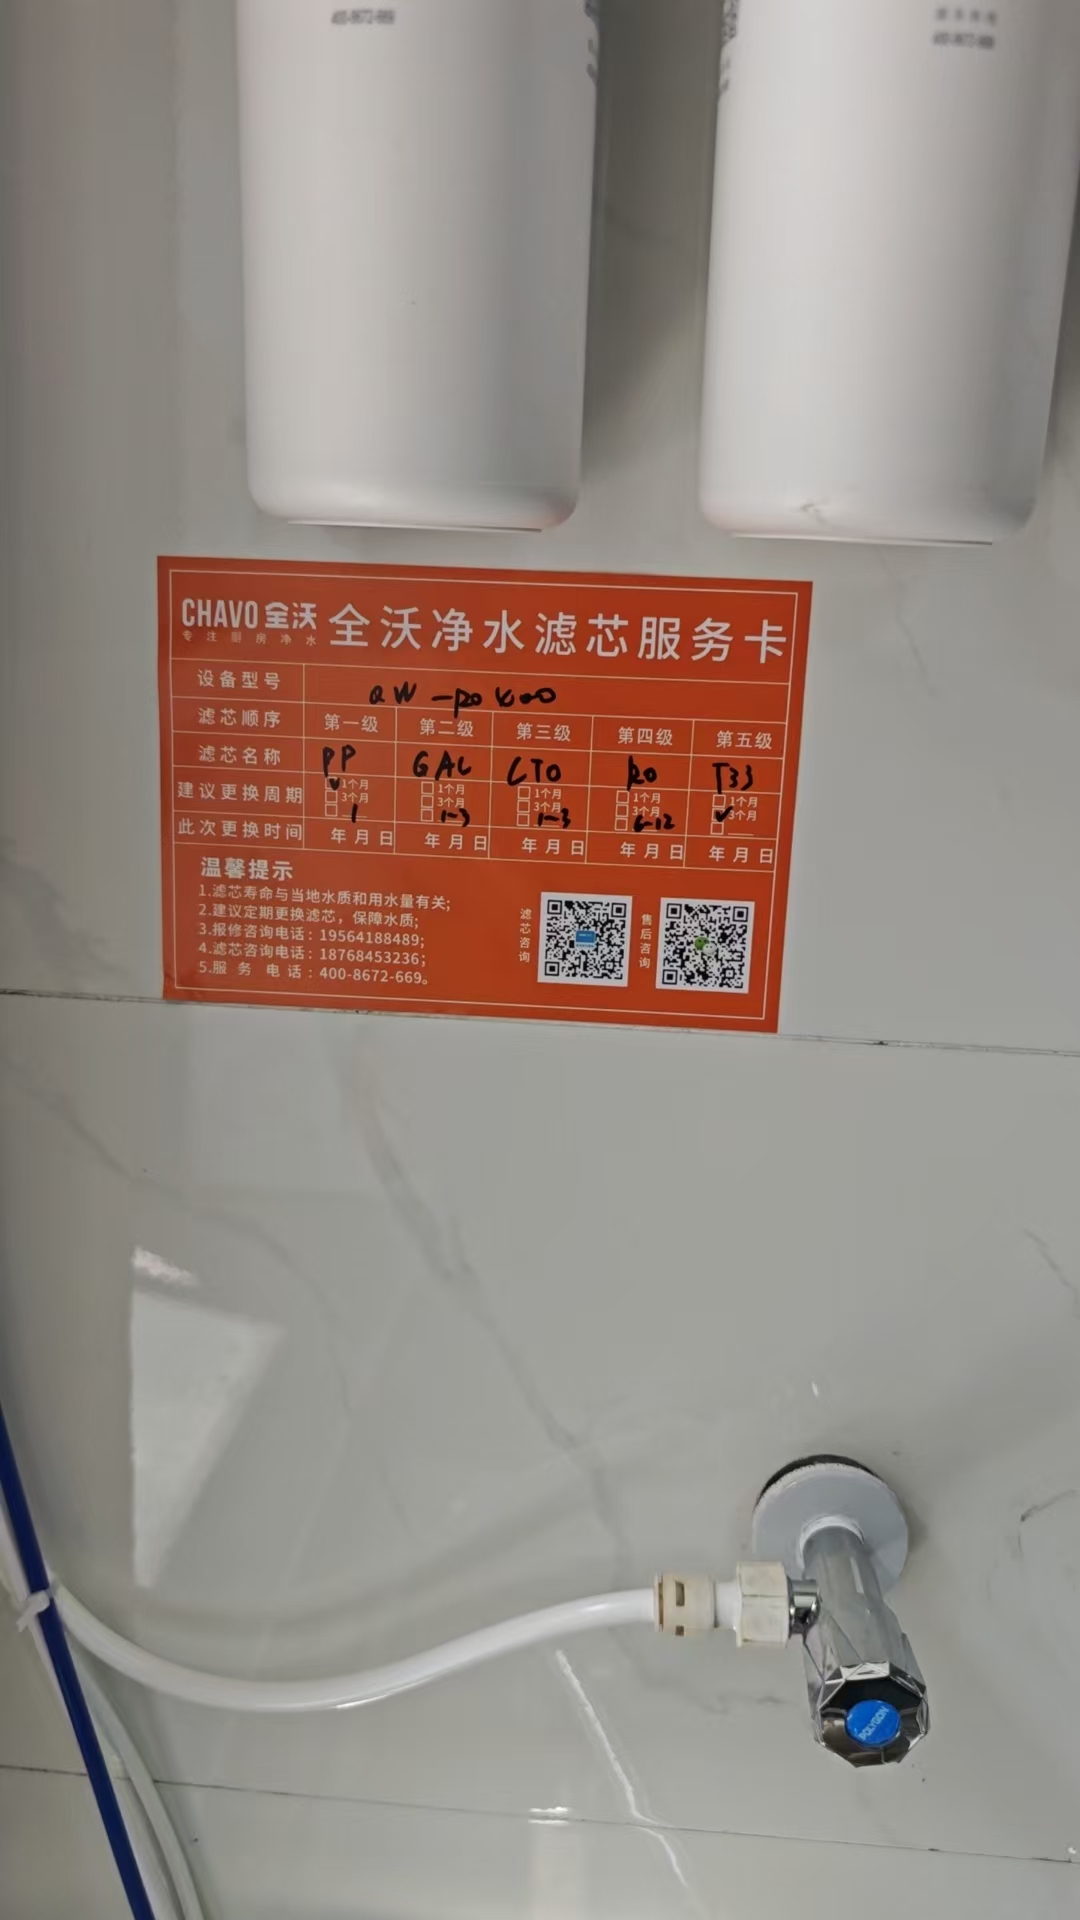 400-8672-669
400-8672-669
CHAVO 全沃
专注厨房净水
全沃净水滤芯服务卡
设备型号 QW-RO400
滤芯顺序 第一级 第二级 第三级 第四级 第五级
滤芯名称 PP GAC CTO RO T33
建议更换周期 1个月 1个月 1个月 1个月 1个月
3个月 3个月 3个月 3个月 3个月
1 1-3 1-3 6-12
此次更换时间 年月日 年月日 年月日 年月日 年月日
温馨提示
1.滤芯寿命与当地水质和用水量有关;
2.建议定期更换滤芯，保障水质;
3.报修咨询电话：19564188489;
4.滤芯咨询电话：18768453236;
5.服务电话：400-8672-669。
滤芯咨询
售后咨询
POLYGON